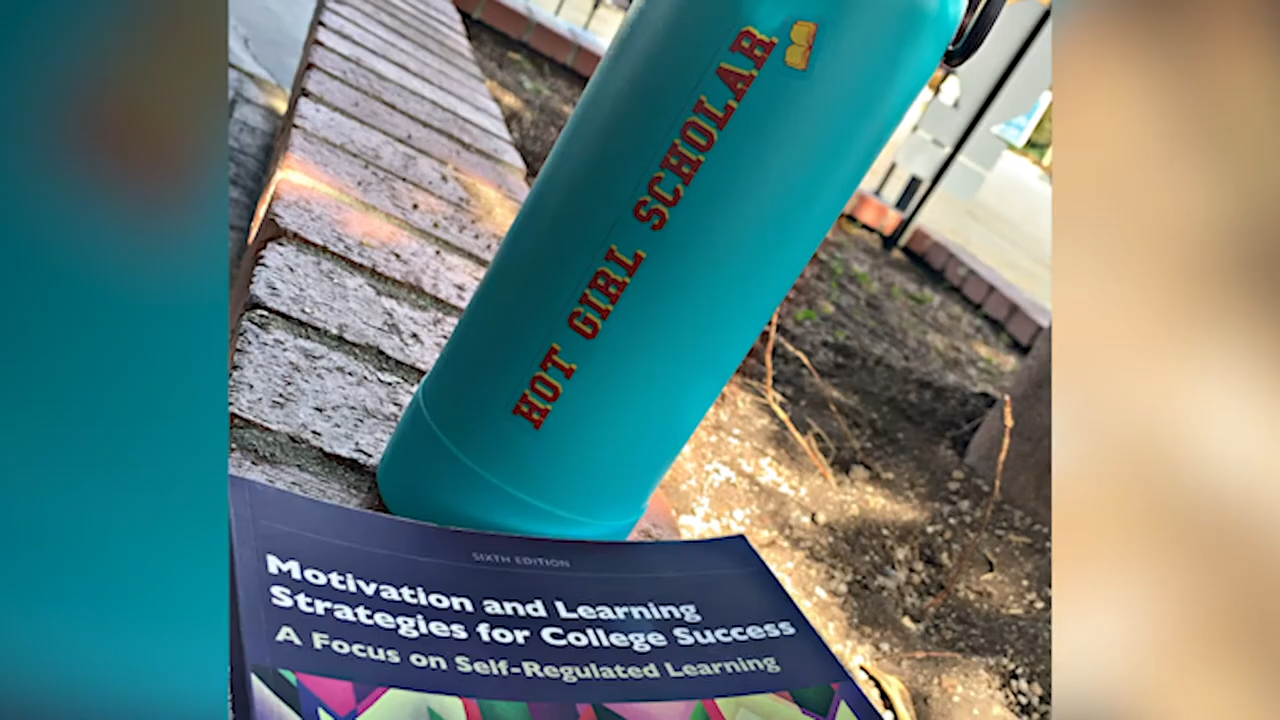 HOT GIRL SCHOLAR
SIXTH EDITION
Motivation and Learning
Strategies for College Success
A Focus on Self-Regulated Learning